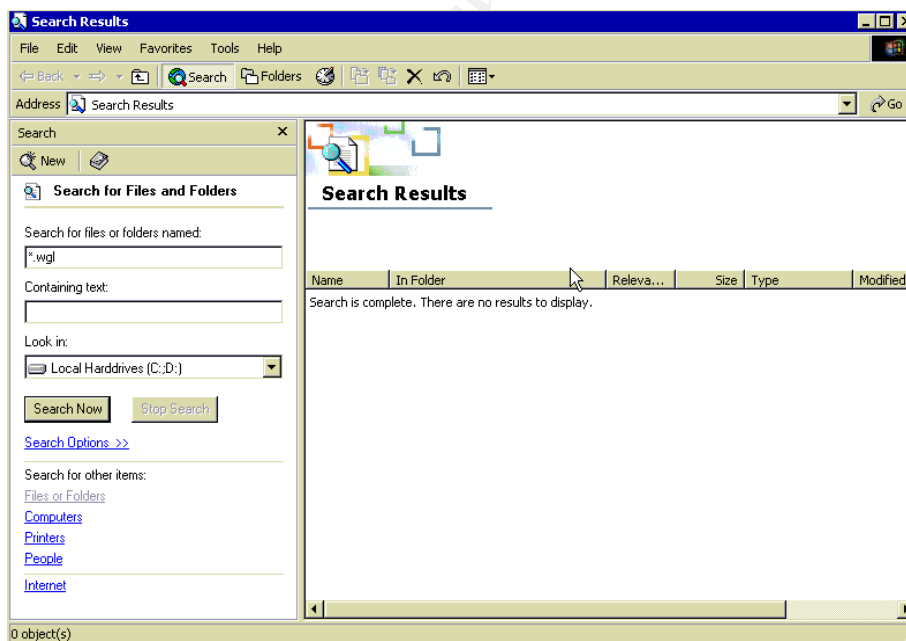 Search Results
File Edit View Favorites Tools Help
Back Search Folders
Address Search Results Go
Search
New
Search for Files and Folders
Search for files or folders named:
*.wgl
Containing text:
Look in:
Local Harddrives (C:;D:)
Search Now Stop Search
Search Options >>
Search for other items:
Files or Folders
Computers
Printers
People
Internet
Search Results
Name In Folder Releva... Size Type Modified
Search is complete. There are no results to display.
0 object(s)